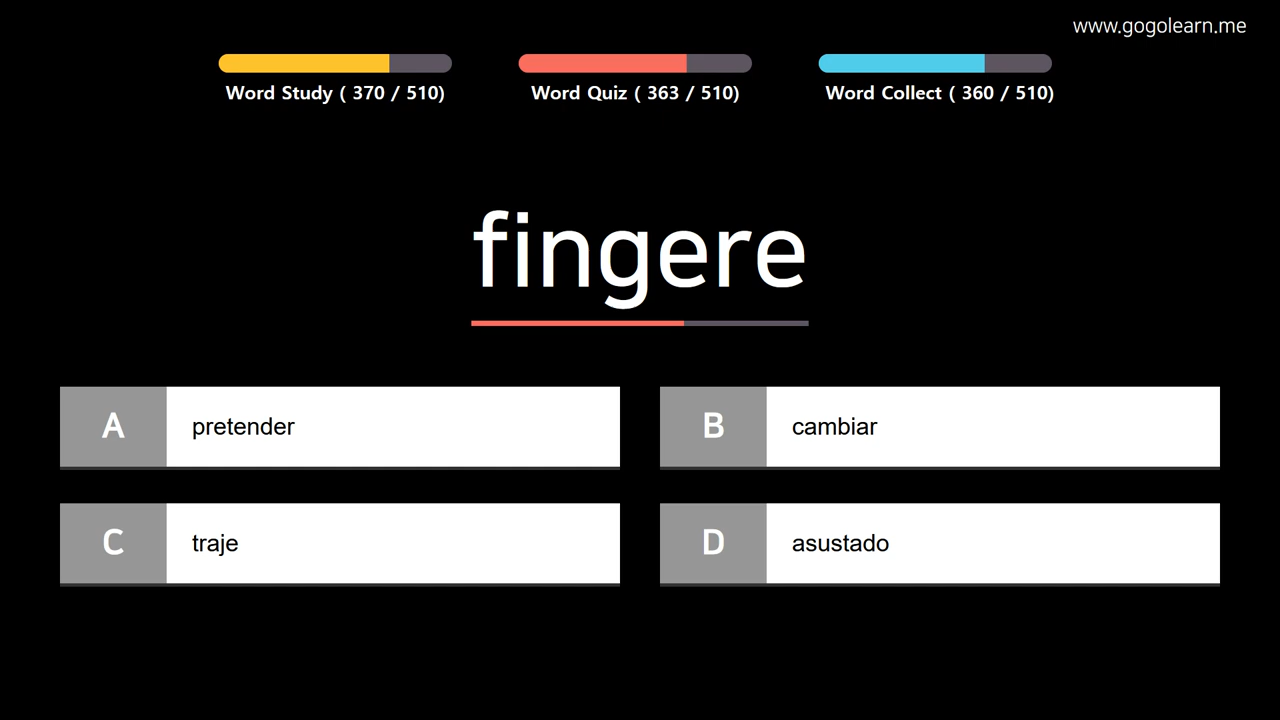 www.gogolearn.me
Word Study ( 370 / 510)
Word Quiz ( 363 / 510)
Word Collect ( 360 / 510)
fingere
A pretender
B cambiar
C traje
D asustado